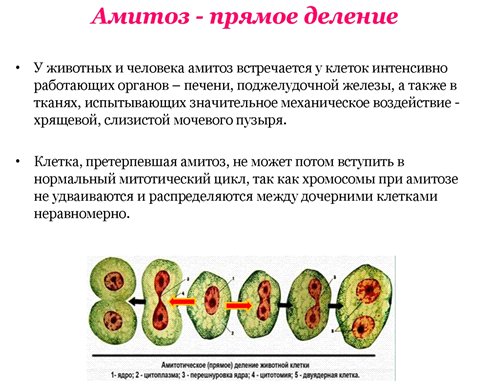 Амитоз - прямое деление
• У животных и человека амитоз встречается у клеток интенсивно
работающих органов – печени, поджелудочной железы, а также в
тканях, испытывающих значительное механическое воздействие -
хрящевой, слизистой мочевого пузыря.
• Клетка, претерпевшая амитоз, не может потом вступить в
нормальный митотический цикл, так как хромосомы при амитозе
не удваиваются и распределяются между дочерними клетками
неравномерно.
Амитотическое (прямое) деление животной клетки
1- ядро; 2 - цитоплазма; 3 - перешнуровка ядра; 4 - цитотомия; 5 - двуядерная клетка.